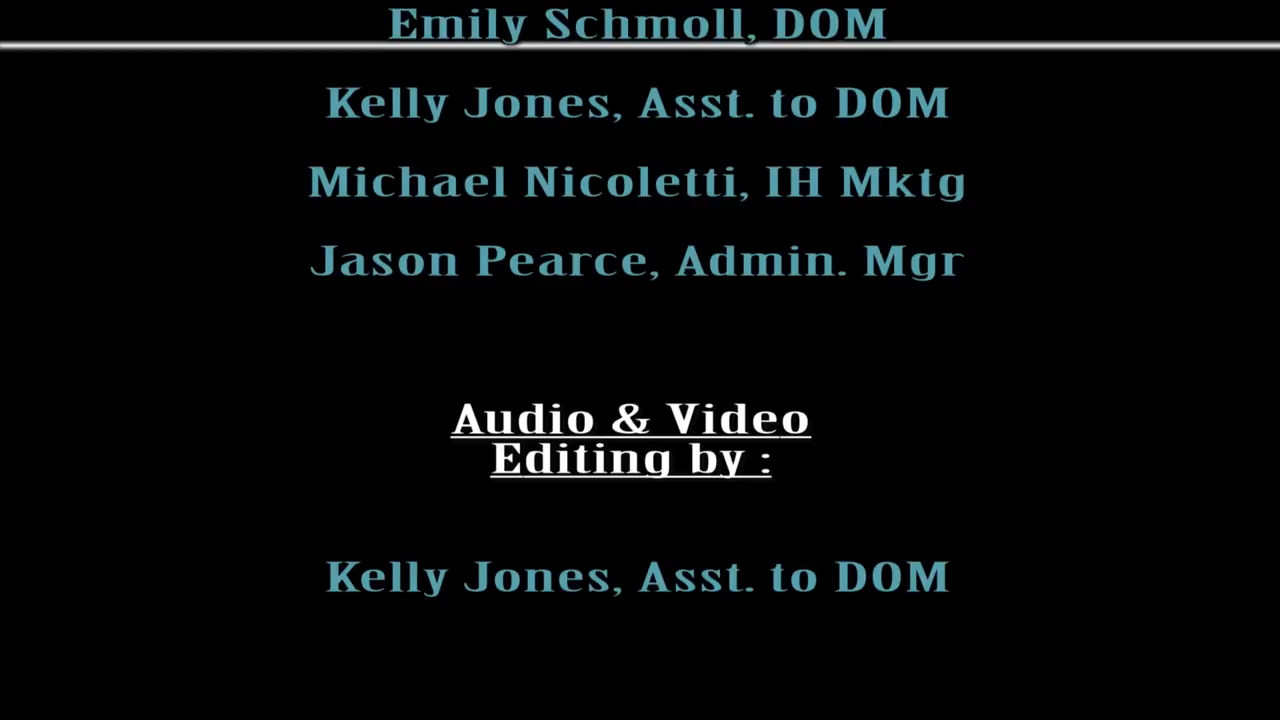 Emily Schmoll, DOM
Kelly Jones, Asst. to DOM
Michael Nicoletti, IH Mktg
Jason Pearce, Admin. Mgr
Audio & Video
Editing by :
Kelly Jones, Asst. to DOM